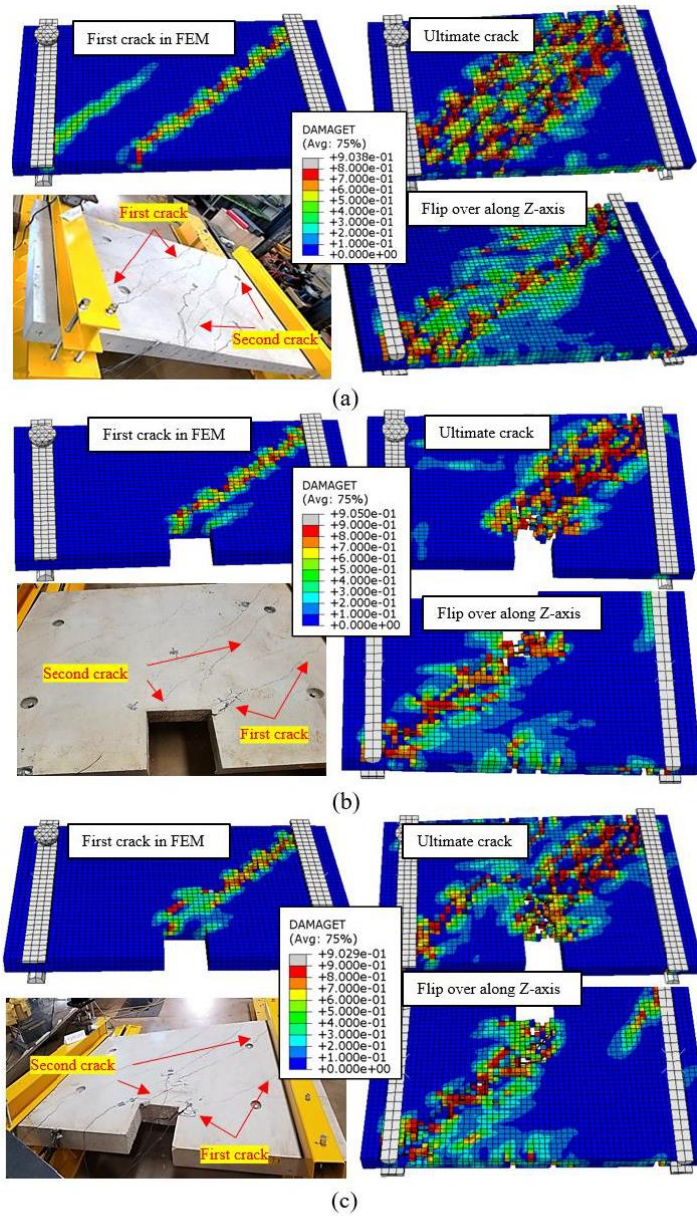 First crack in FEM
Ultimate crack
DAMAGET
(Avg: 75%)
+9.038e-01
+8.000e-01
+7.000e-01
+6.000e-01
+5.000e-01
+4.000e-01
+3.000e-01
+2.000e-01
+1.000e-01
+0.000e+00
First crack
Second crack
Flip over along Z-axis
(a)
First crack in FEM
Ultimate crack
DAMAGET
(Avg: 75%)
+9.050e-01
+9.000e-01
+8.000e-01
+7.000e-01
+6.000e-01
+5.000e-01
+4.000e-01
+3.000e-01
+2.000e-01
+1.000e-01
+0.000e+00
Second crack
First crack
Flip over along Z-axis
(b)
First crack in FEM
Ultimate crack
DAMAGET
(Avg: 75%)
+9.029e-01
+9.000e-01
+8.000e-01
+7.000e-01
+6.000e-01
+5.000e-01
+4.000e-01
+3.000e-01
+2.000e-01
+1.000e-01
+0.000e+00
Second crack
First crack
Flip over along Z-axis
(c)